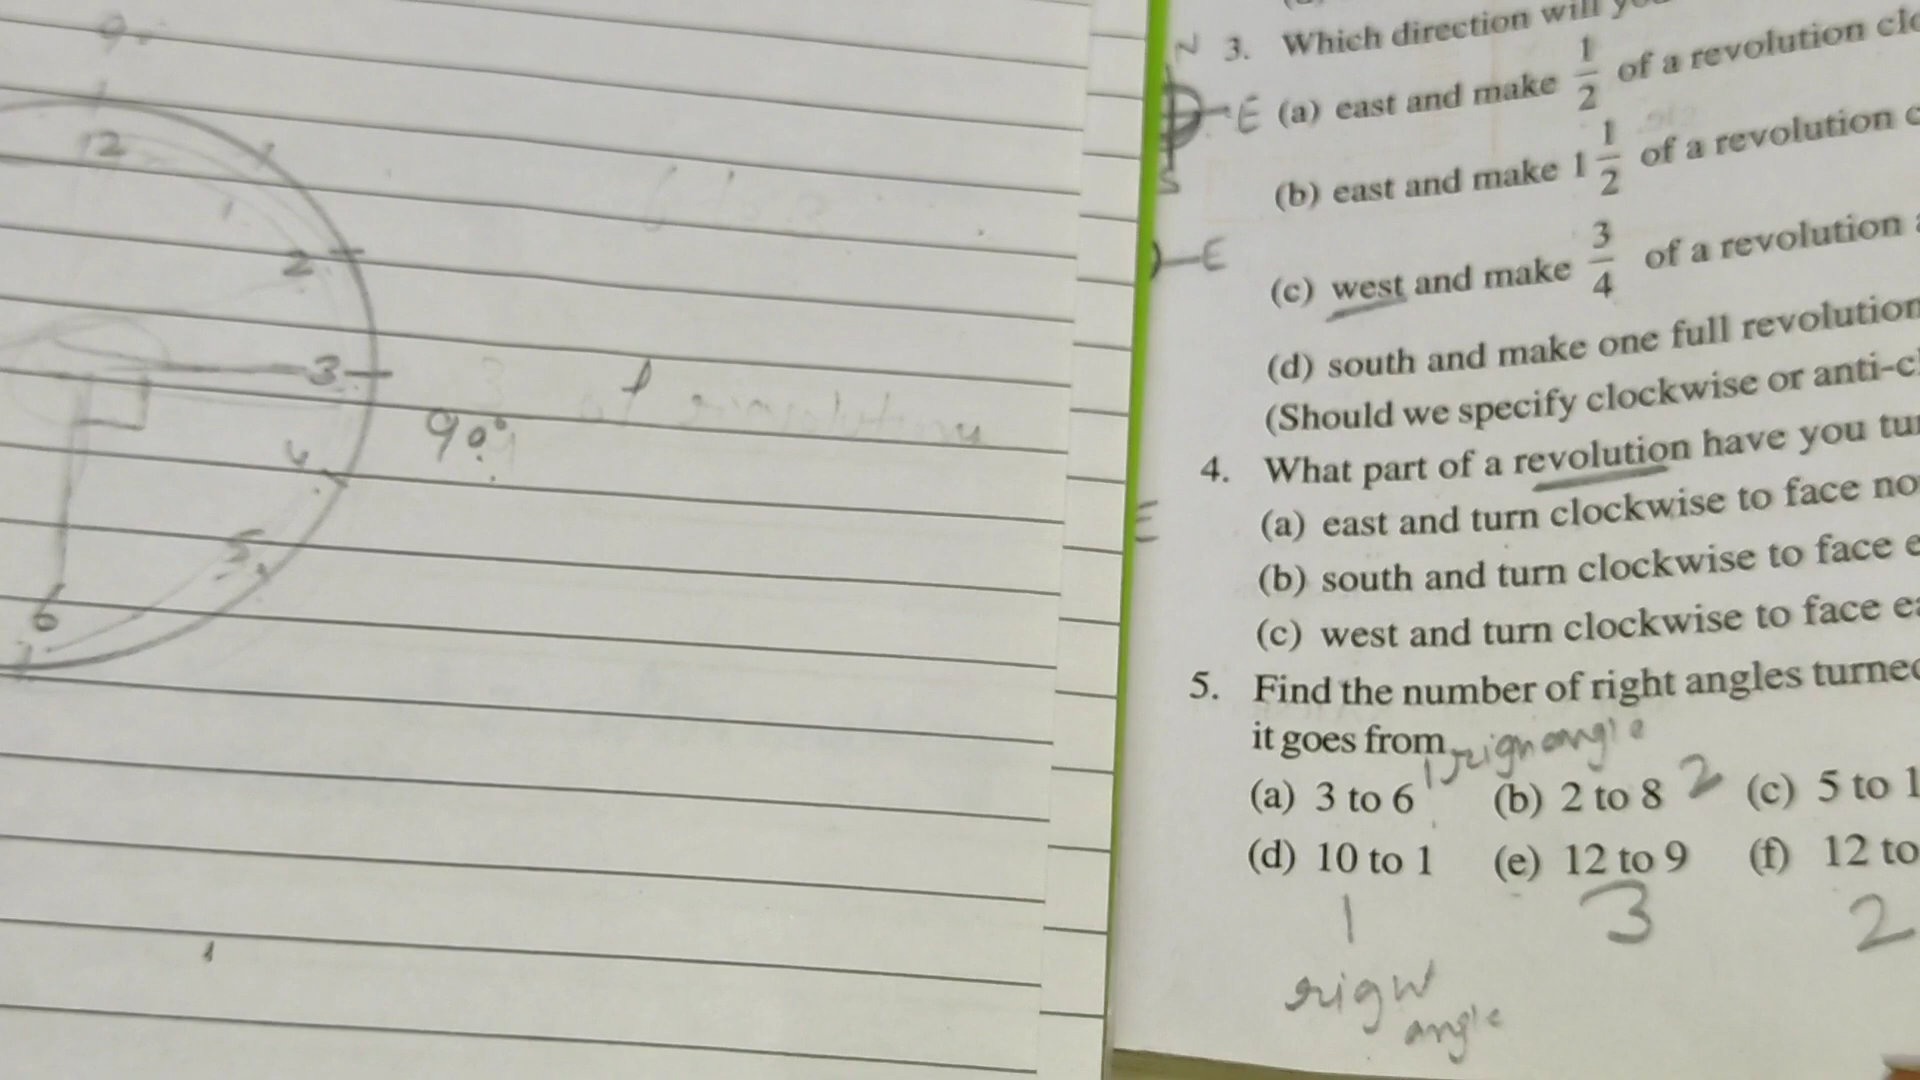 12
1
2
3
4
5
6
90°
N
E
S
E
E
3. Which direction will
(a) east and make 1/2 of a revolution
(b) east and make 1 1/2 of a revolution
(c) west and make 3/4 of a revolution
(d) south and make one full revolution
(Should we specify clockwise or anti-
4. What part of a revolution have you
(a) east and turn clockwise to face
(b) south and turn clockwise to face
(c) west and turn clockwise to face
5. Find the number of right angles turned
it goes from
(a) 3 to 6 1 (b) 2 to 8 2 (c) 5 to 1
(d) 10 to 1 (e) 12 to 9 (f) 12 to
1 3 2
angle